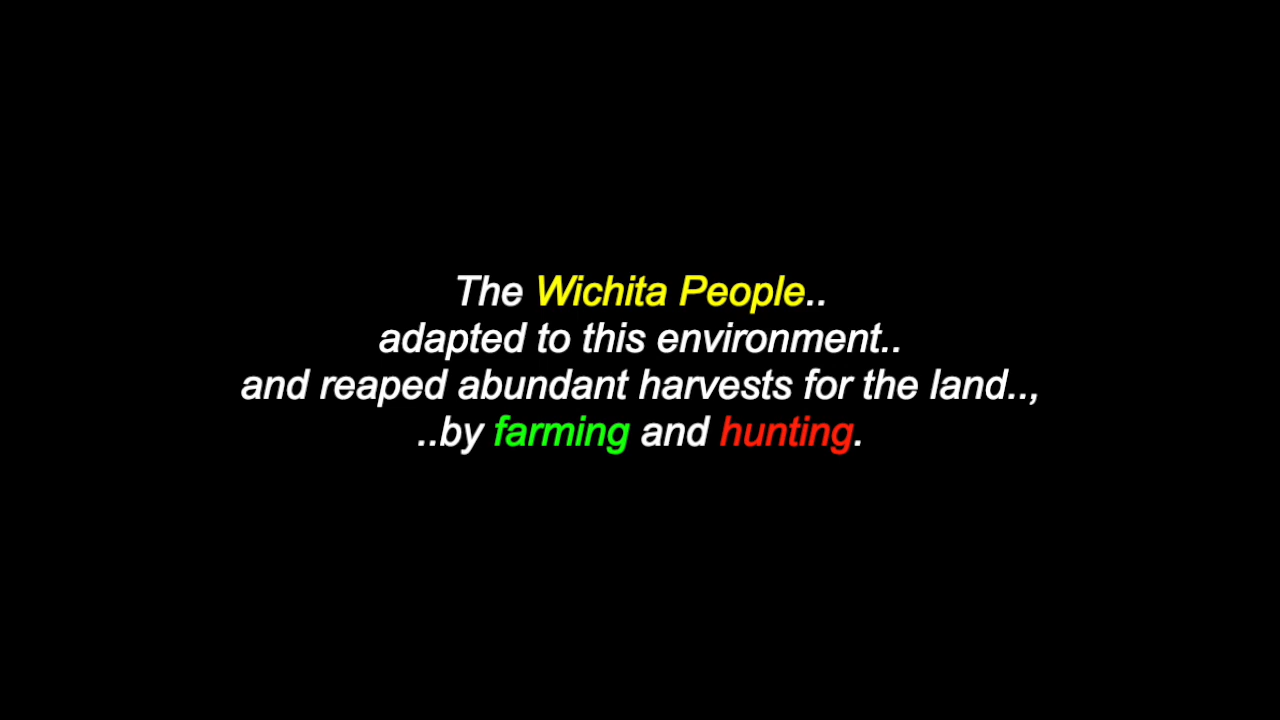 The Wichita People..
adapted to this environment..
and reaped abundant harvests for the land..,
..by farming and hunting.